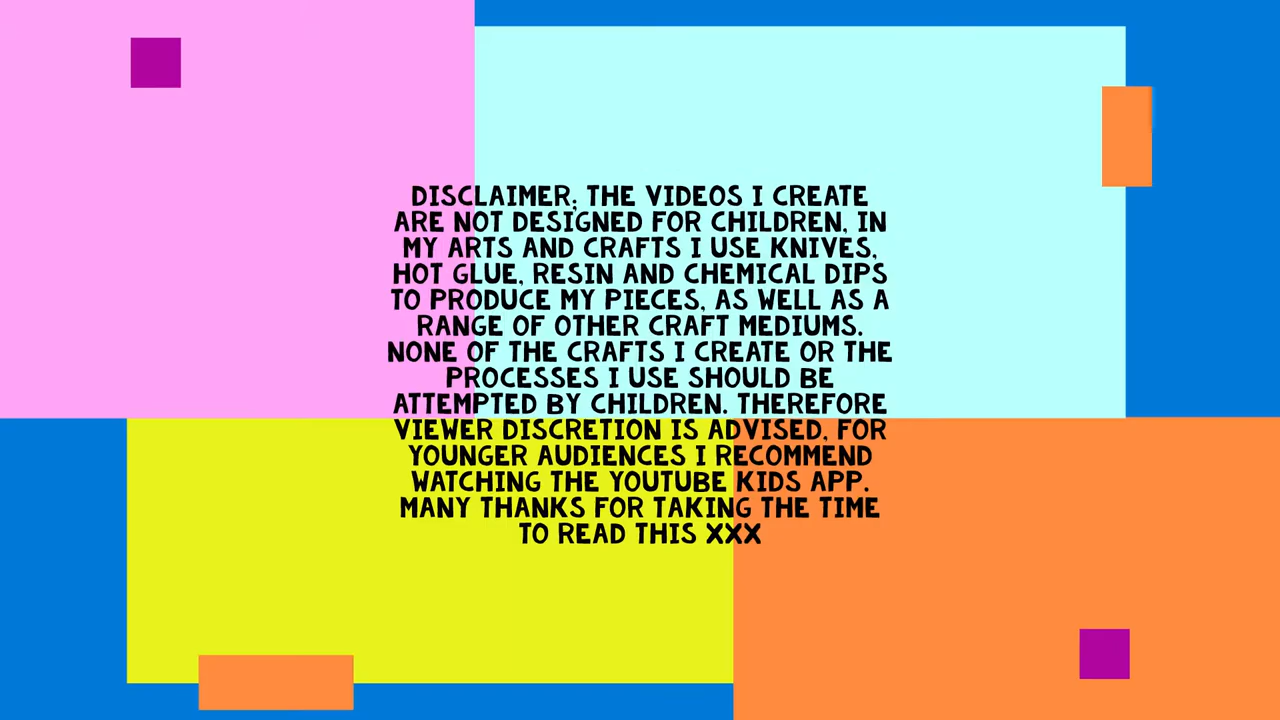 DISCLAIMER; THE VIDEOS I CREATE
ARE NOT DESIGNED FOR CHILDREN, IN
MY ARTS AND CRAFTS I USE KNIVES,
HOT GLUE, RESIN AND CHEMICAL DIPS
TO PRODUCE MY PIECES, AS WELL AS A
RANGE OF OTHER CRAFT MEDIUMS.
NONE OF THE CRAFTS I CREATE OR THE
PROCESSES I USE SHOULD BE
ATTEMPTED BY CHILDREN. THEREFORE
VIEWER DISCRETION IS ADVISED, FOR
YOUNGER AUDIENCES I RECOMMEND
WATCHING THE YOUTUBE KIDS APP.
MANY THANKS FOR TAKING THE TIME
TO READ THIS XXX